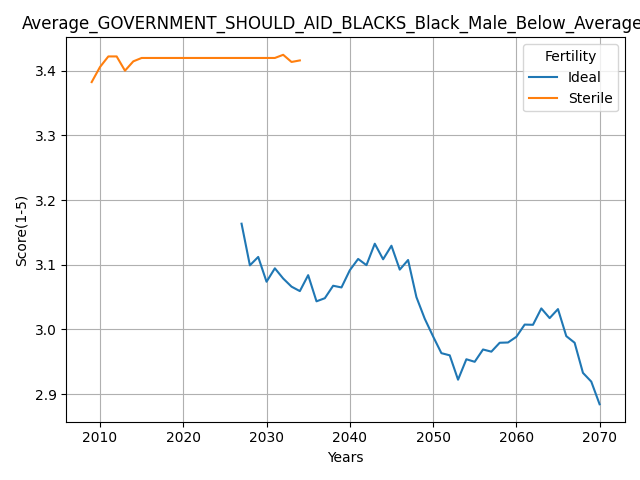 Average_GOVERNMENT_SHOULD_AID_BLACKS_Black_Male_Below_Average
Fertility
Ideal
Sterile
3.4
3.3
3.2
3.1
3.0
2.9
Score(1-5)
2010 2020 2030 2040 2050 2060 2070
Years